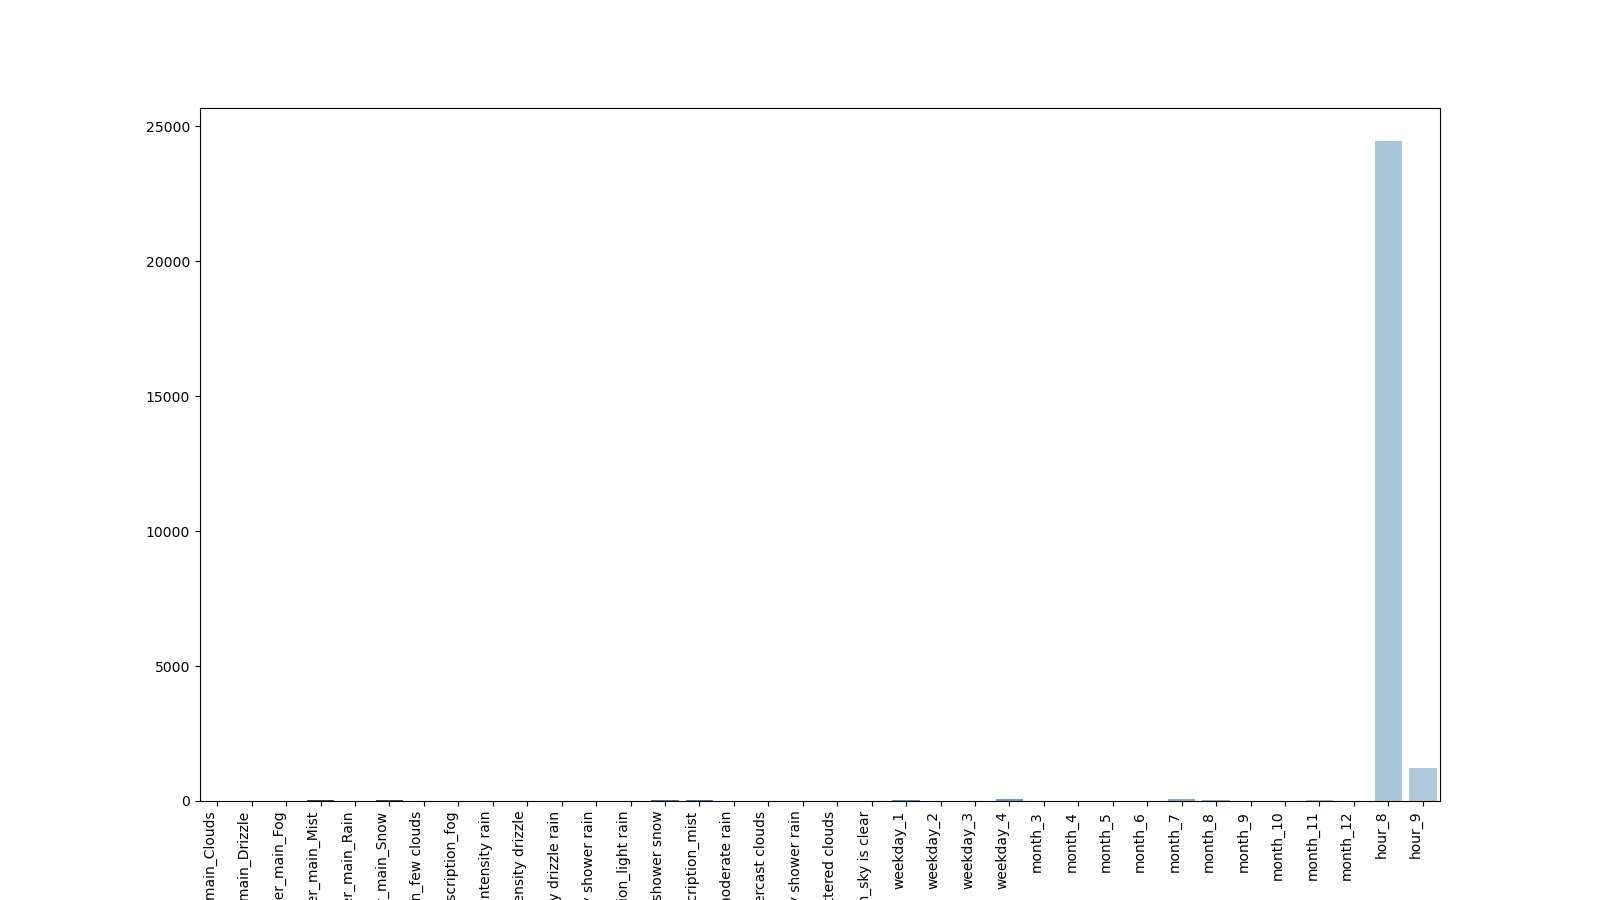 25000
20000
15000
10000
5000
0
main_Clouds
main_Drizzle
er_main_Fog
er_main_Mist
er_main_Rain
r_main_Snow
n_few clouds
scription_fog
ntensity rain
ensity drizzle
y drizzle rain
y shower rain
ion_light rain
shower snow
cription_mist
noderate rain
ercast clouds
y shower rain
ttered clouds
n_sky is clear
weekday_1
weekday_2
weekday_3
weekday_4
month_3
month_4
month_5
month_6
month_7
month_8
month_9
month_10
month_11
month_12
hour_8
hour_9